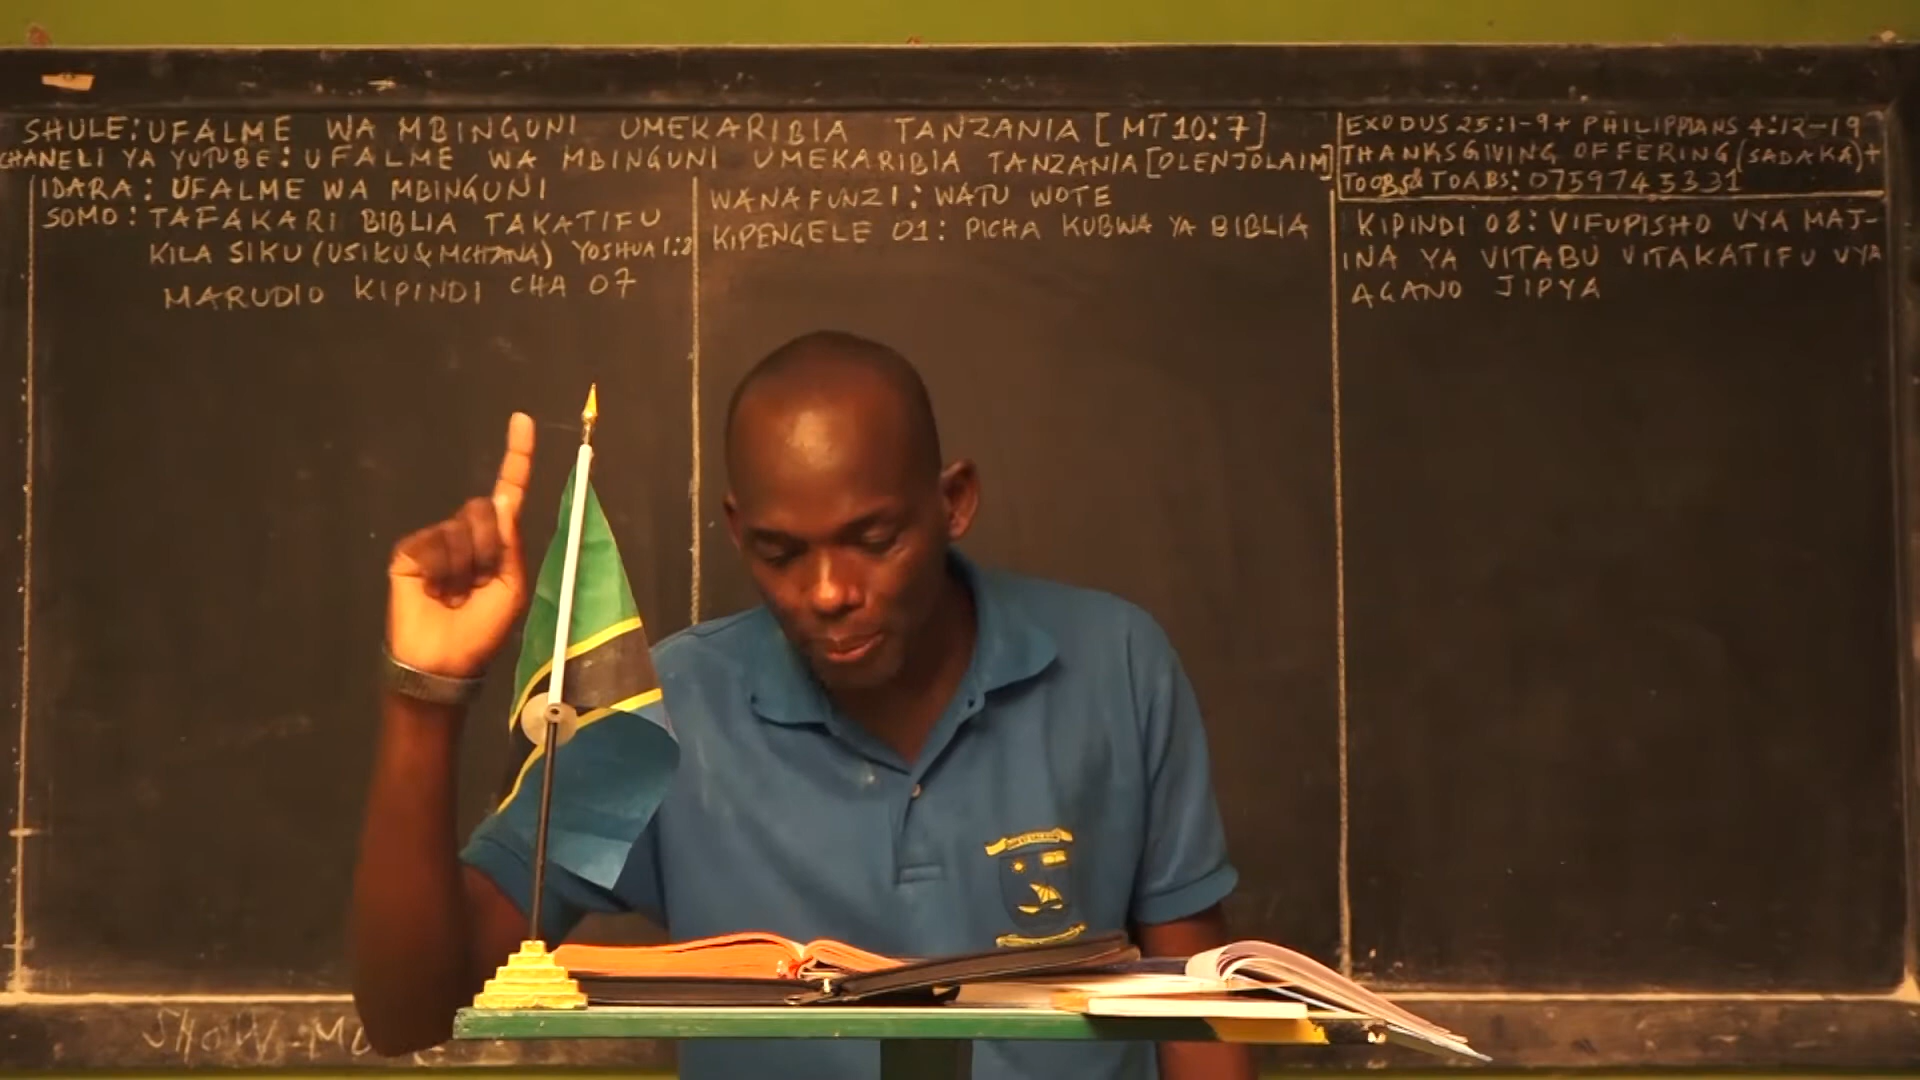 SHULE: UFALME WA MBINGUNI UMEKARIBIA TANZANIA [MT 10:7]
CHANELI YA YUTUBE: UFALME WA MBINGUNI UMEKARIBIA TANZANIA [OLENJOLAIM]
IDARA: UFALME WA MBINGUNI
SOMO: TAFAKARI BIBLIA TAKATIFU
KILA SIKU (USIKU & MCHANA) YOSHUA 1:8
MARUDIO KIPINDI CHA 07
WANAFUNZI: WATU WOTE
KIPENGELE 01: PICHA KUBWA YA BIBLIA
EXODUS 25:1-9 + PHILIPPIANS 4:12-19
THANKSGIVING OFFERING (SADAKA) +
TOOBS & TOABS: 0759745331
KIPINDI 08: VIFUPISHO VYA MAJ-
INA YA VITABU VITAKATIFU VYA
AGANO JIPYA
SHOW